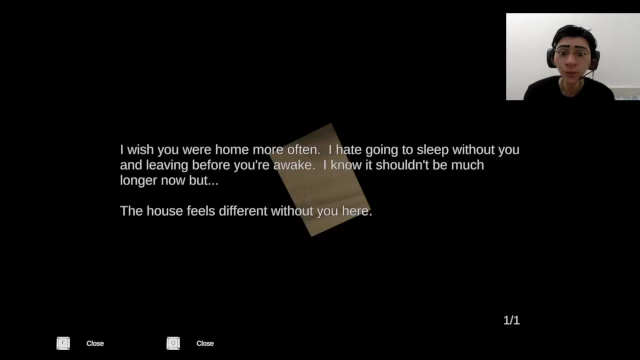 I wish you were home more often.  I hate going to sleep without you
and leaving before you're awake.  I know it shouldn't be much
longer now but...
The house feels different without you here.
1/1
Close
Close